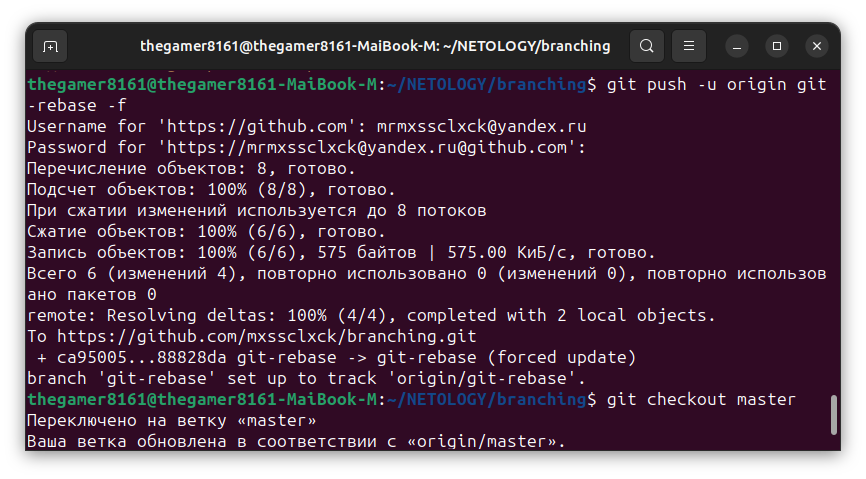 thegamer8161@thegamer8161-MaiBook-M: ~/NETOLOGY/branching
thegamer8161@thegamer8161-MaiBook-M:~/NETOLOGY/branching$ git push -u origin git
-rebase -f
Username for 'https://github.com': mrmxssclxck@yandex.ru
Password for 'https://mrmxssclxck@yandex.ru@github.com':
Перечисление объектов: 8, готово.
Подсчет объектов: 100% (8/8), готово.
При сжатии изменений используется до 8 потоков
Сжатие объектов: 100% (6/6), готово.
Запись объектов: 100% (6/6), 575 байтов | 575.00 КиБ/с, готово.
Всего 6 (изменений 4), повторно использовано 0 (изменений 0), повторно использов
ано пакетов 0
remote: Resolving deltas: 100% (4/4), completed with 2 local objects.
To https://github.com/mxssclxck/branching.git
 + ca95005...88828da git-rebase -> git-rebase (forced update)
branch 'git-rebase' set up to track 'origin/git-rebase'.
thegamer8161@thegamer8161-MaiBook-M:~/NETOLOGY/branching$ git checkout master
Переключено на ветку «master»
Ваша ветка обновлена в соответствии с «origin/master».